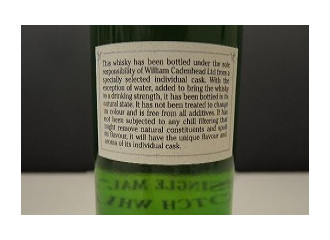 This whisky has been bottled under the sole
responsibility of William Cadenhead Ltd from a
specially selected individual cask. With the
exception of water, added to bring the whisky
to a drinking strength, it has been bottled in its
natural state. It has not been treated to change
its colour and is free from all additives. It has
not been subjected to any chill filtering that
might remove natural constituents and spoil
its flavour, it will have the unique flavour and
aroma of its individual cask.
SINGLE MAL
OTCH WHI